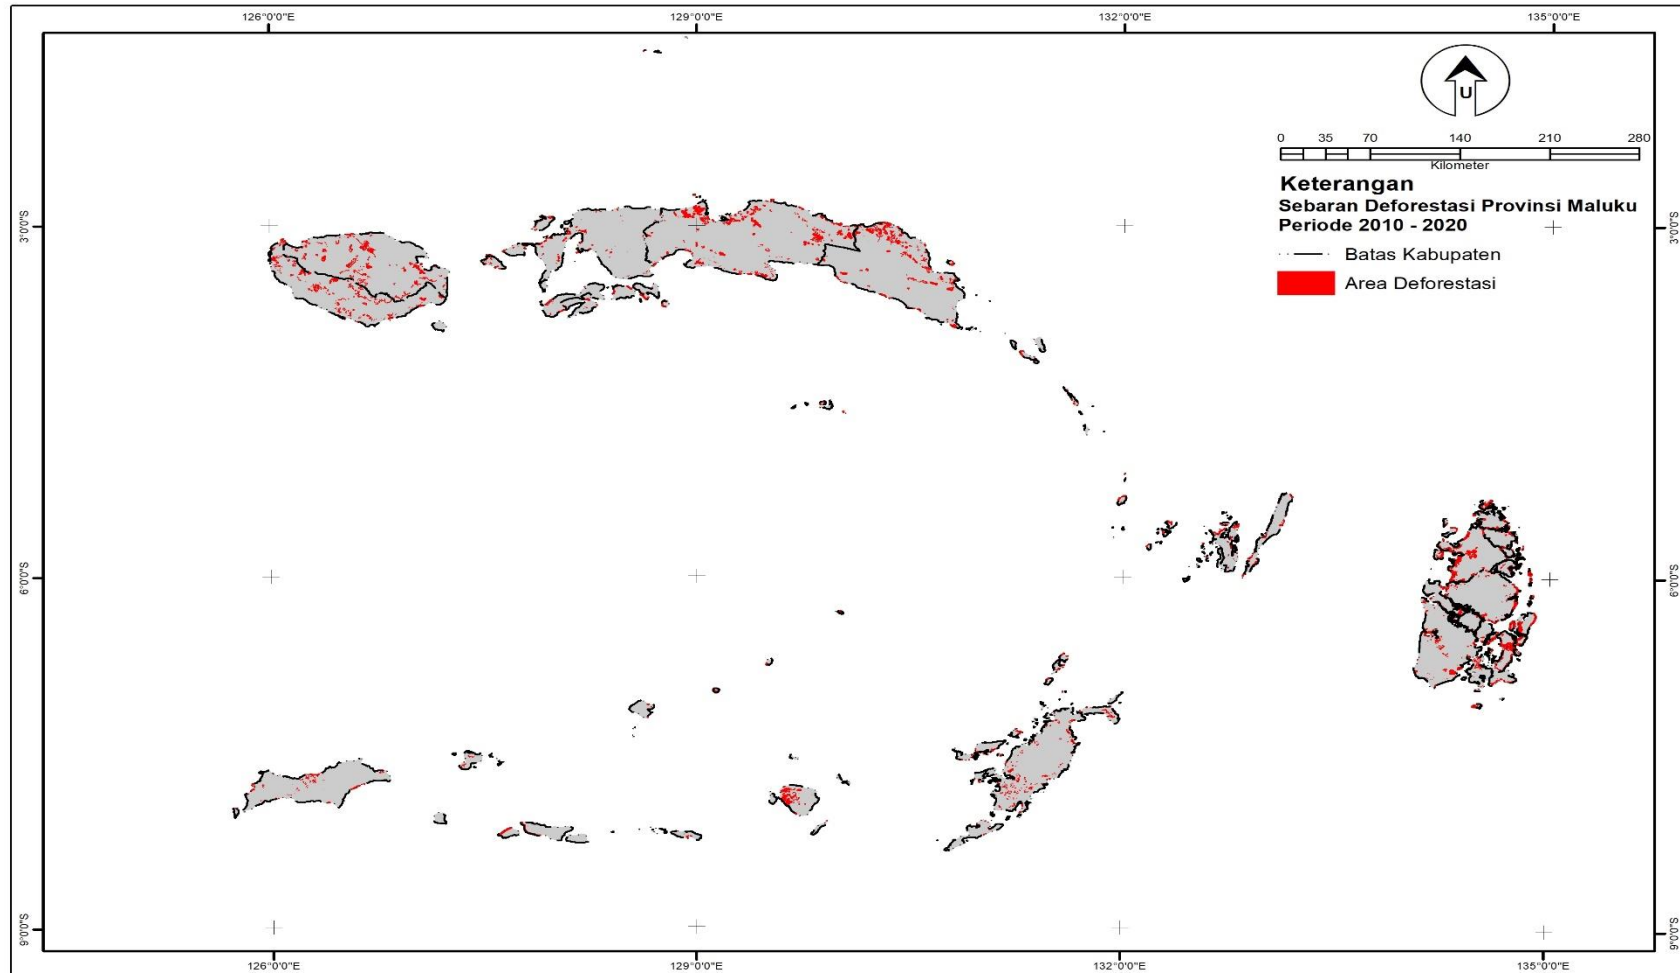 126°0'0"E 129°0'0"E 132°0'0"E 135°0'0"E
U
0 35 70 140 210 280
Kilometer
Keterangan
Sebaran Deforestasi Provinsi Maluku
Periode 2010 - 2020
Batas Kabupaten
Area Deforestasi
3°0'0"S 3°0'0"S
6°0'0"S 6°0'0"S
9°0'0"S 9°0'0"S
126°0'0"E 129°0'0"E 132°0'0"E 135°0'0"E